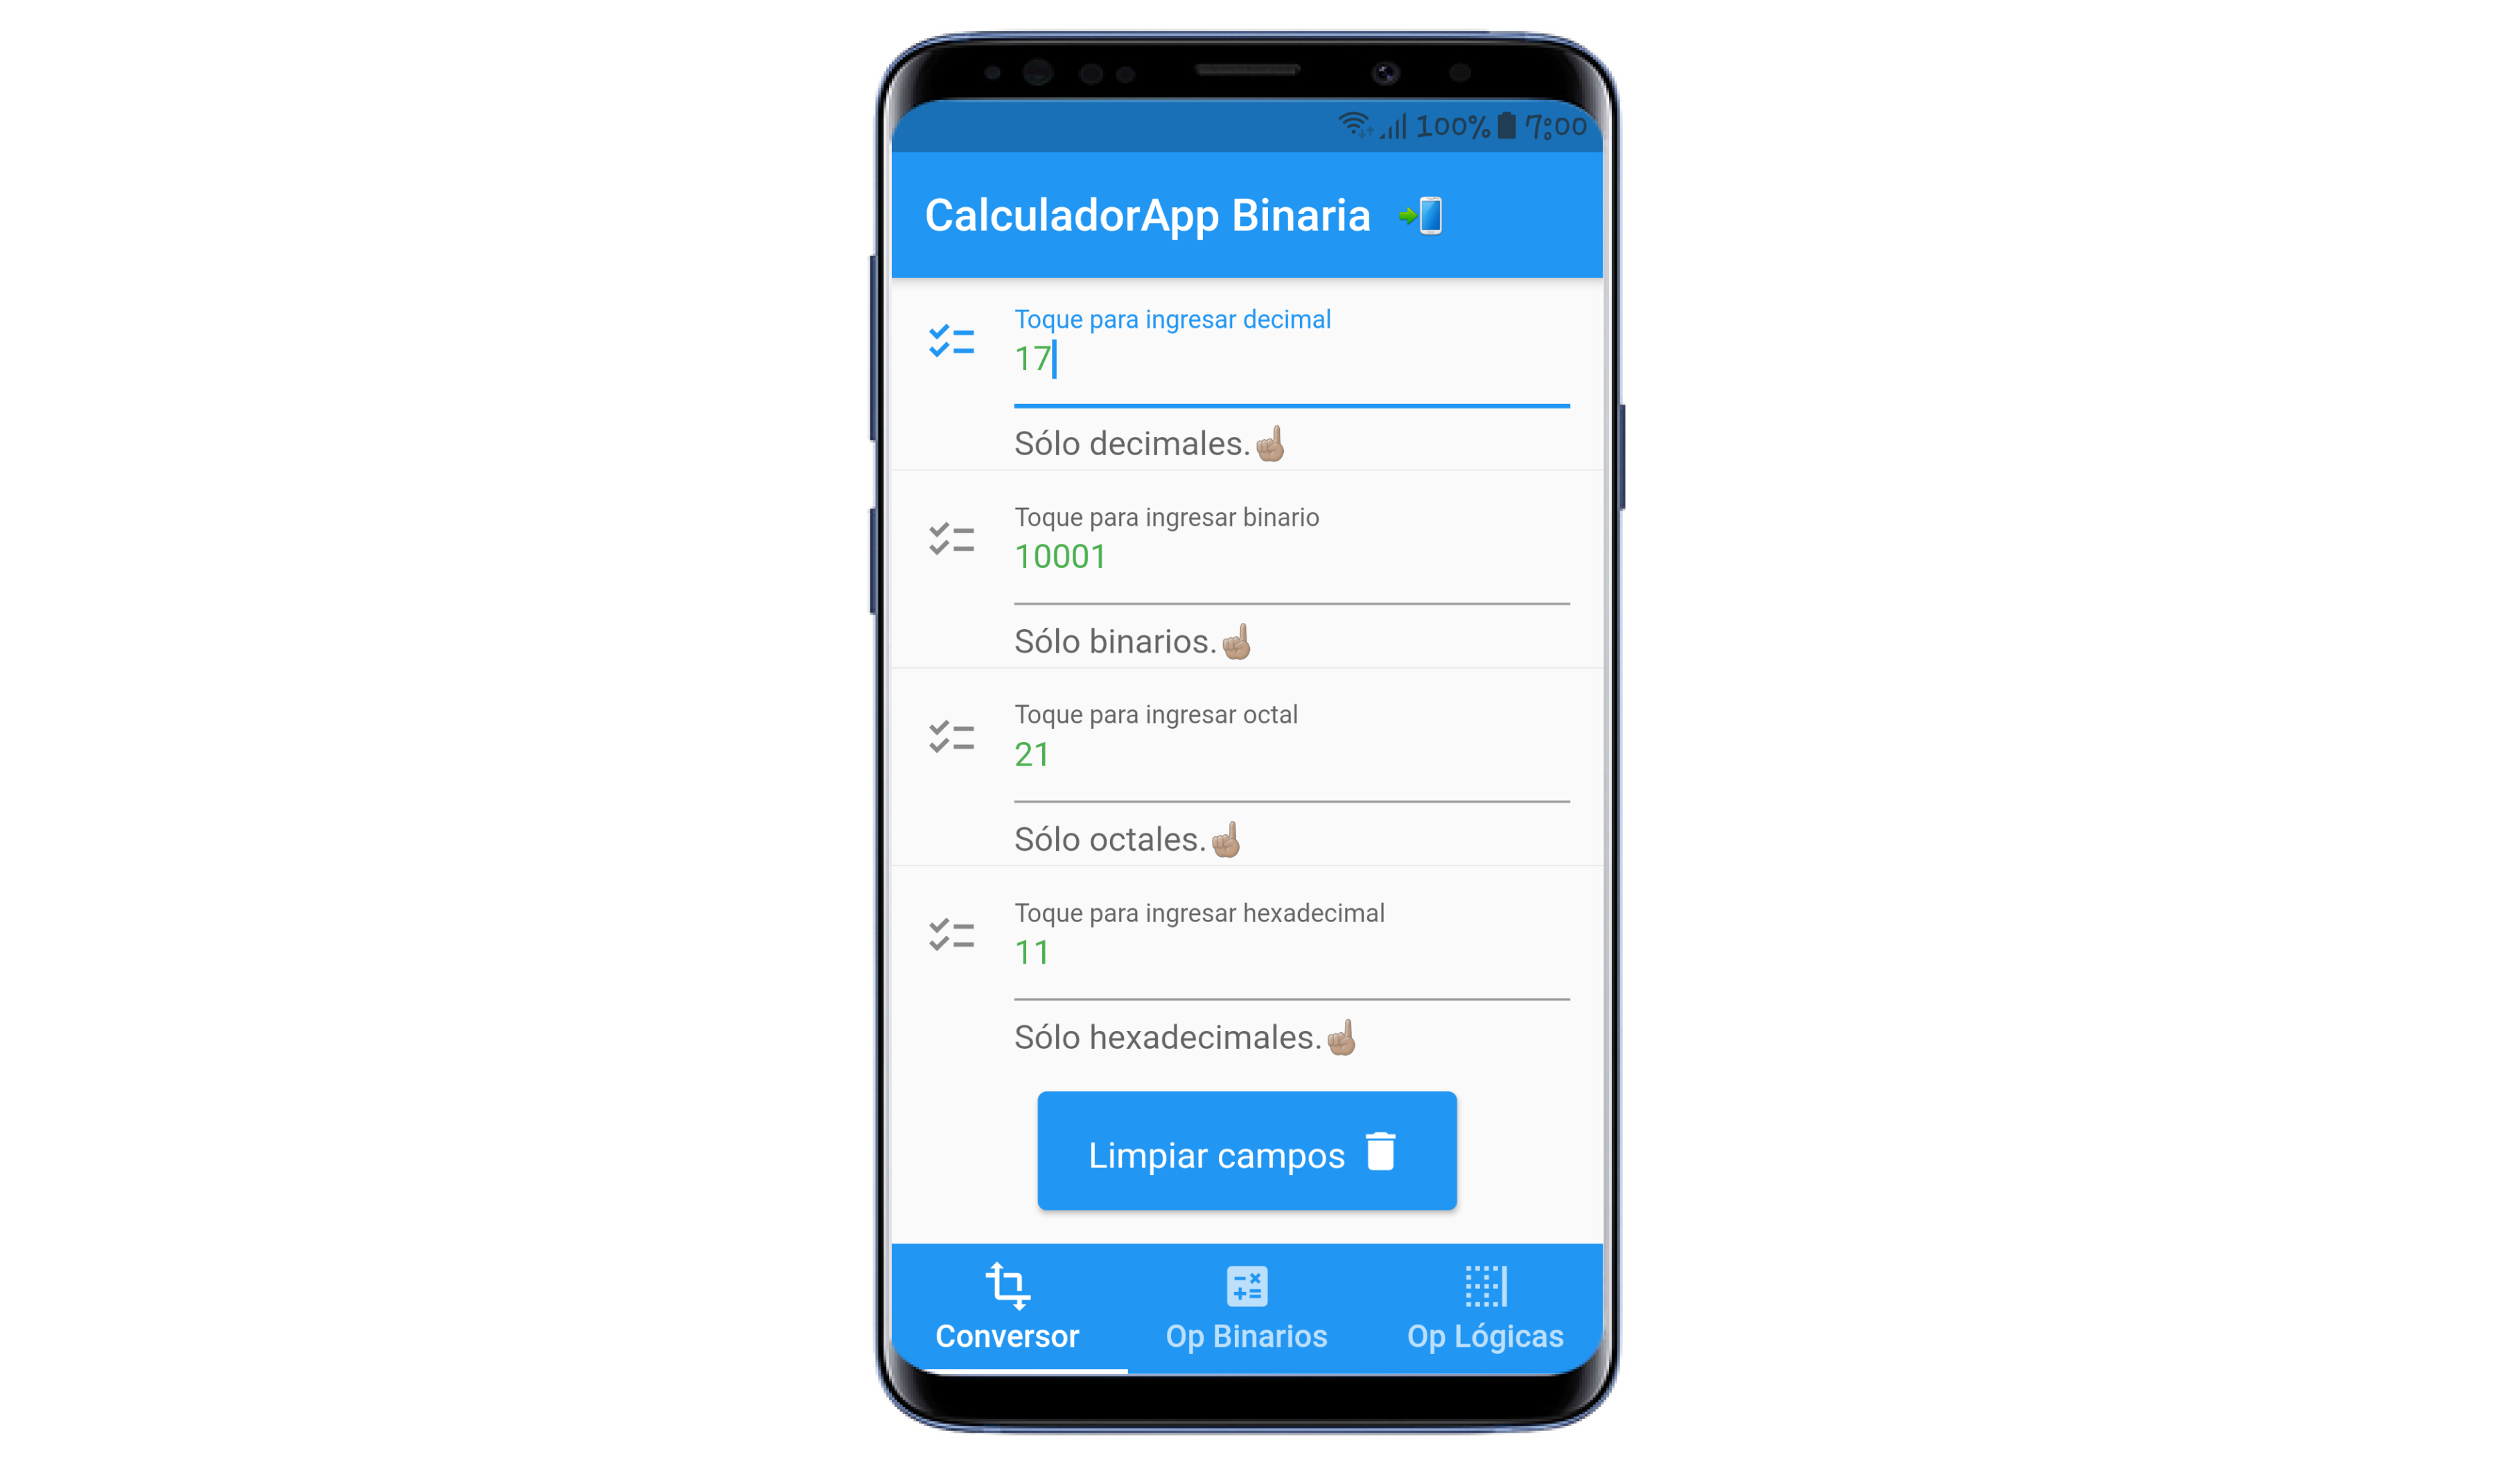 100% 7:00
CalculadorApp Binaria
Toque para ingresar decimal
17
Sólo decimales.☝🏽
Toque para ingresar binario
10001
Sólo binarios.☝🏽
Toque para ingresar octal
21
Sólo octales.☝🏽
Toque para ingresar hexadecimal
11
Sólo hexadecimales.☝🏽
Limpiar campos
Conversor Op Binarios Op Lógicas